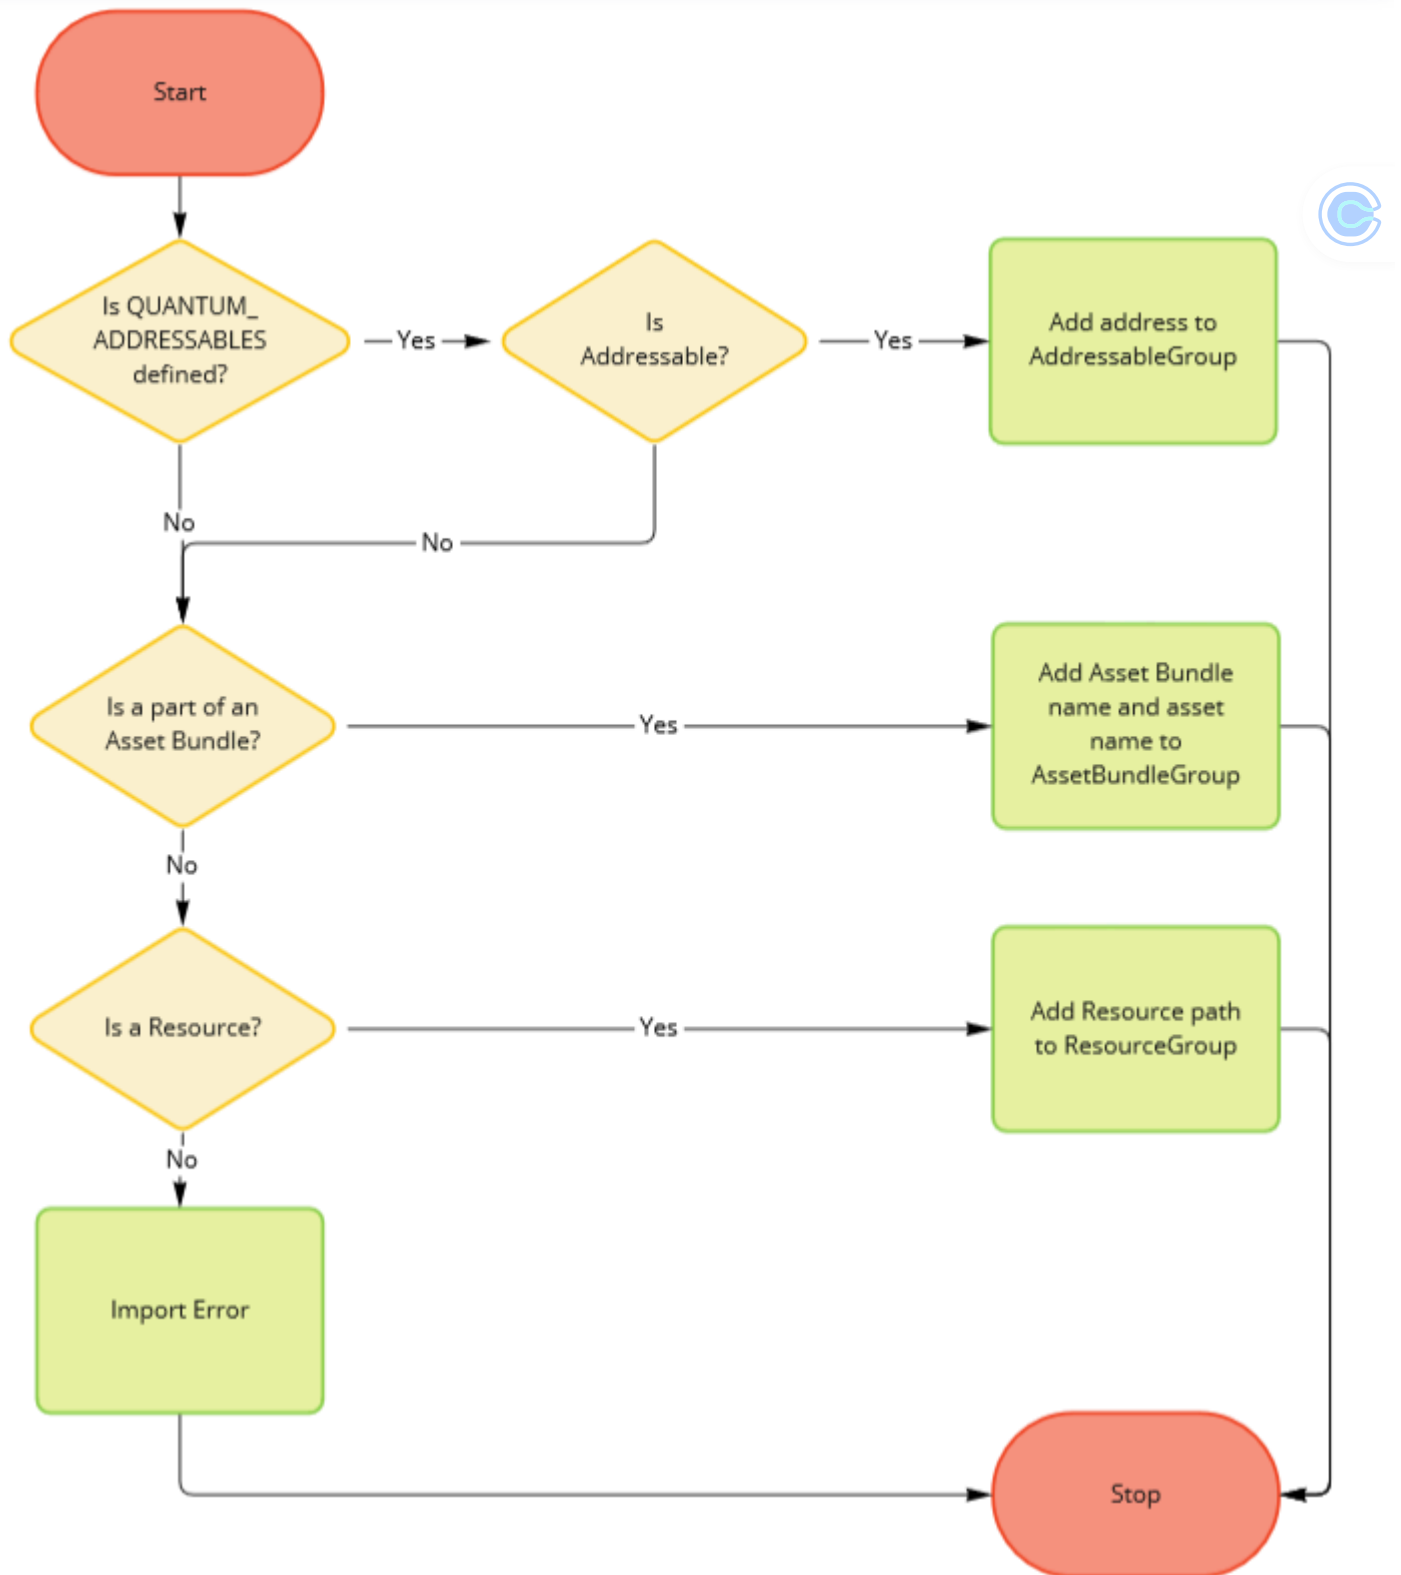 Start
Is QUANTUM_
ADDRESSABLES
defined?
Yes
Is
Addressable?
Yes
Add address to
AddressableGroup
No
No
Is a part of an
Asset Bundle?
Yes
Add Asset Bundle
name and asset
name to
AssetBundleGroup
No
Is a Resource?
Yes
Add Resource path
to ResourceGroup
No
Import Error
Stop